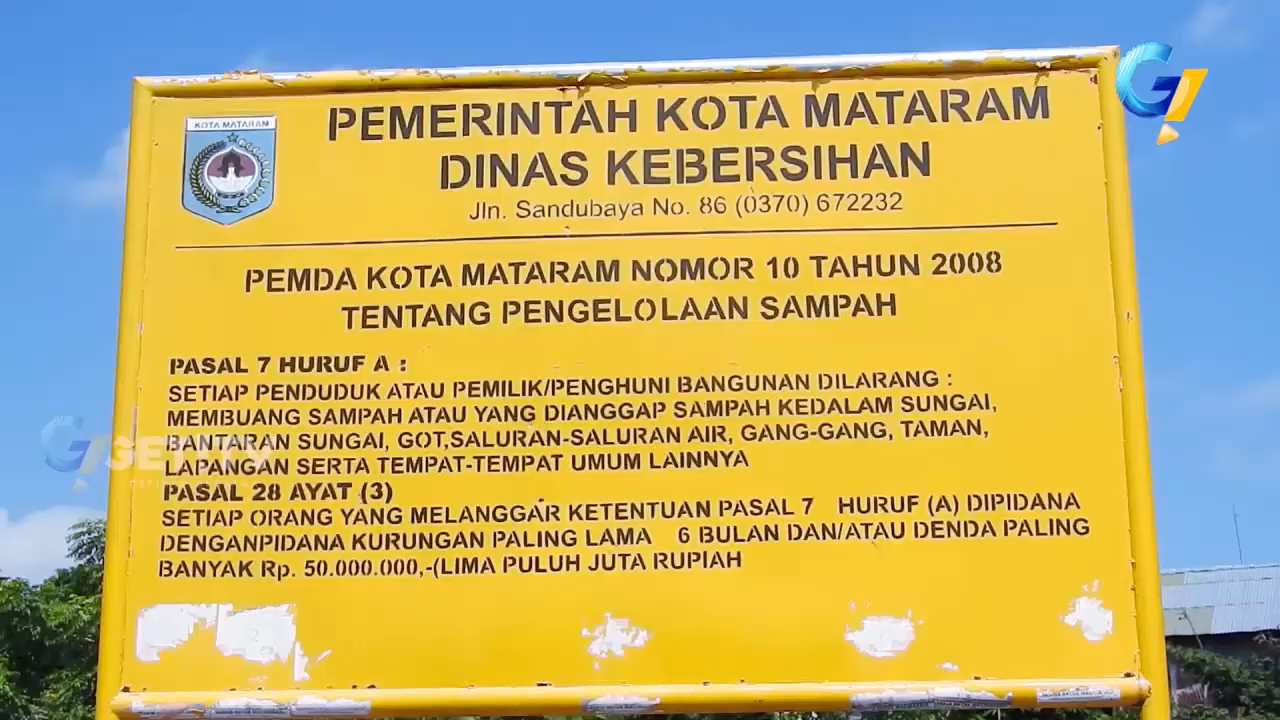 KOTA MATARAM
PEMERINTAH KOTA MATARAM
DINAS KEBERSIHAN
Jln. Sandubaya No. 86 (0370) 672232
PEMDA KOTA MATARAM NOMOR 10 TAHUN 2008
TENTANG PENGELOLAAN SAMPAH
PASAL 7 HURUF A :
SETIAP PENDUDUK ATAU PEMILIK/PENGHUNI BANGUNAN DILARANG :
MEMBUANG SAMPAH ATAU YANG DIANGGAP SAMPAH KEDALAM SUNGAI,
BANTARAN SUNGAI, GOT,SALURAN-SALURAN AIR, GANG-GANG, TAMAN,
LAPANGAN SERTA TEMPAT-TEMPAT UMUM LAINNYA
PASAL 28 AYAT (3)
SETIAP ORANG YANG MELANGGAR KETENTUAN PASAL 7 HURUF (A) DIPIDANA
DENGANPIDANA KURUNGAN PALING LAMA 6 BULAN DAN/ATAU DENDA PALING
BANYAK Rp. 50.000.000,-(LIMA PULUH JUTA RUPIAH